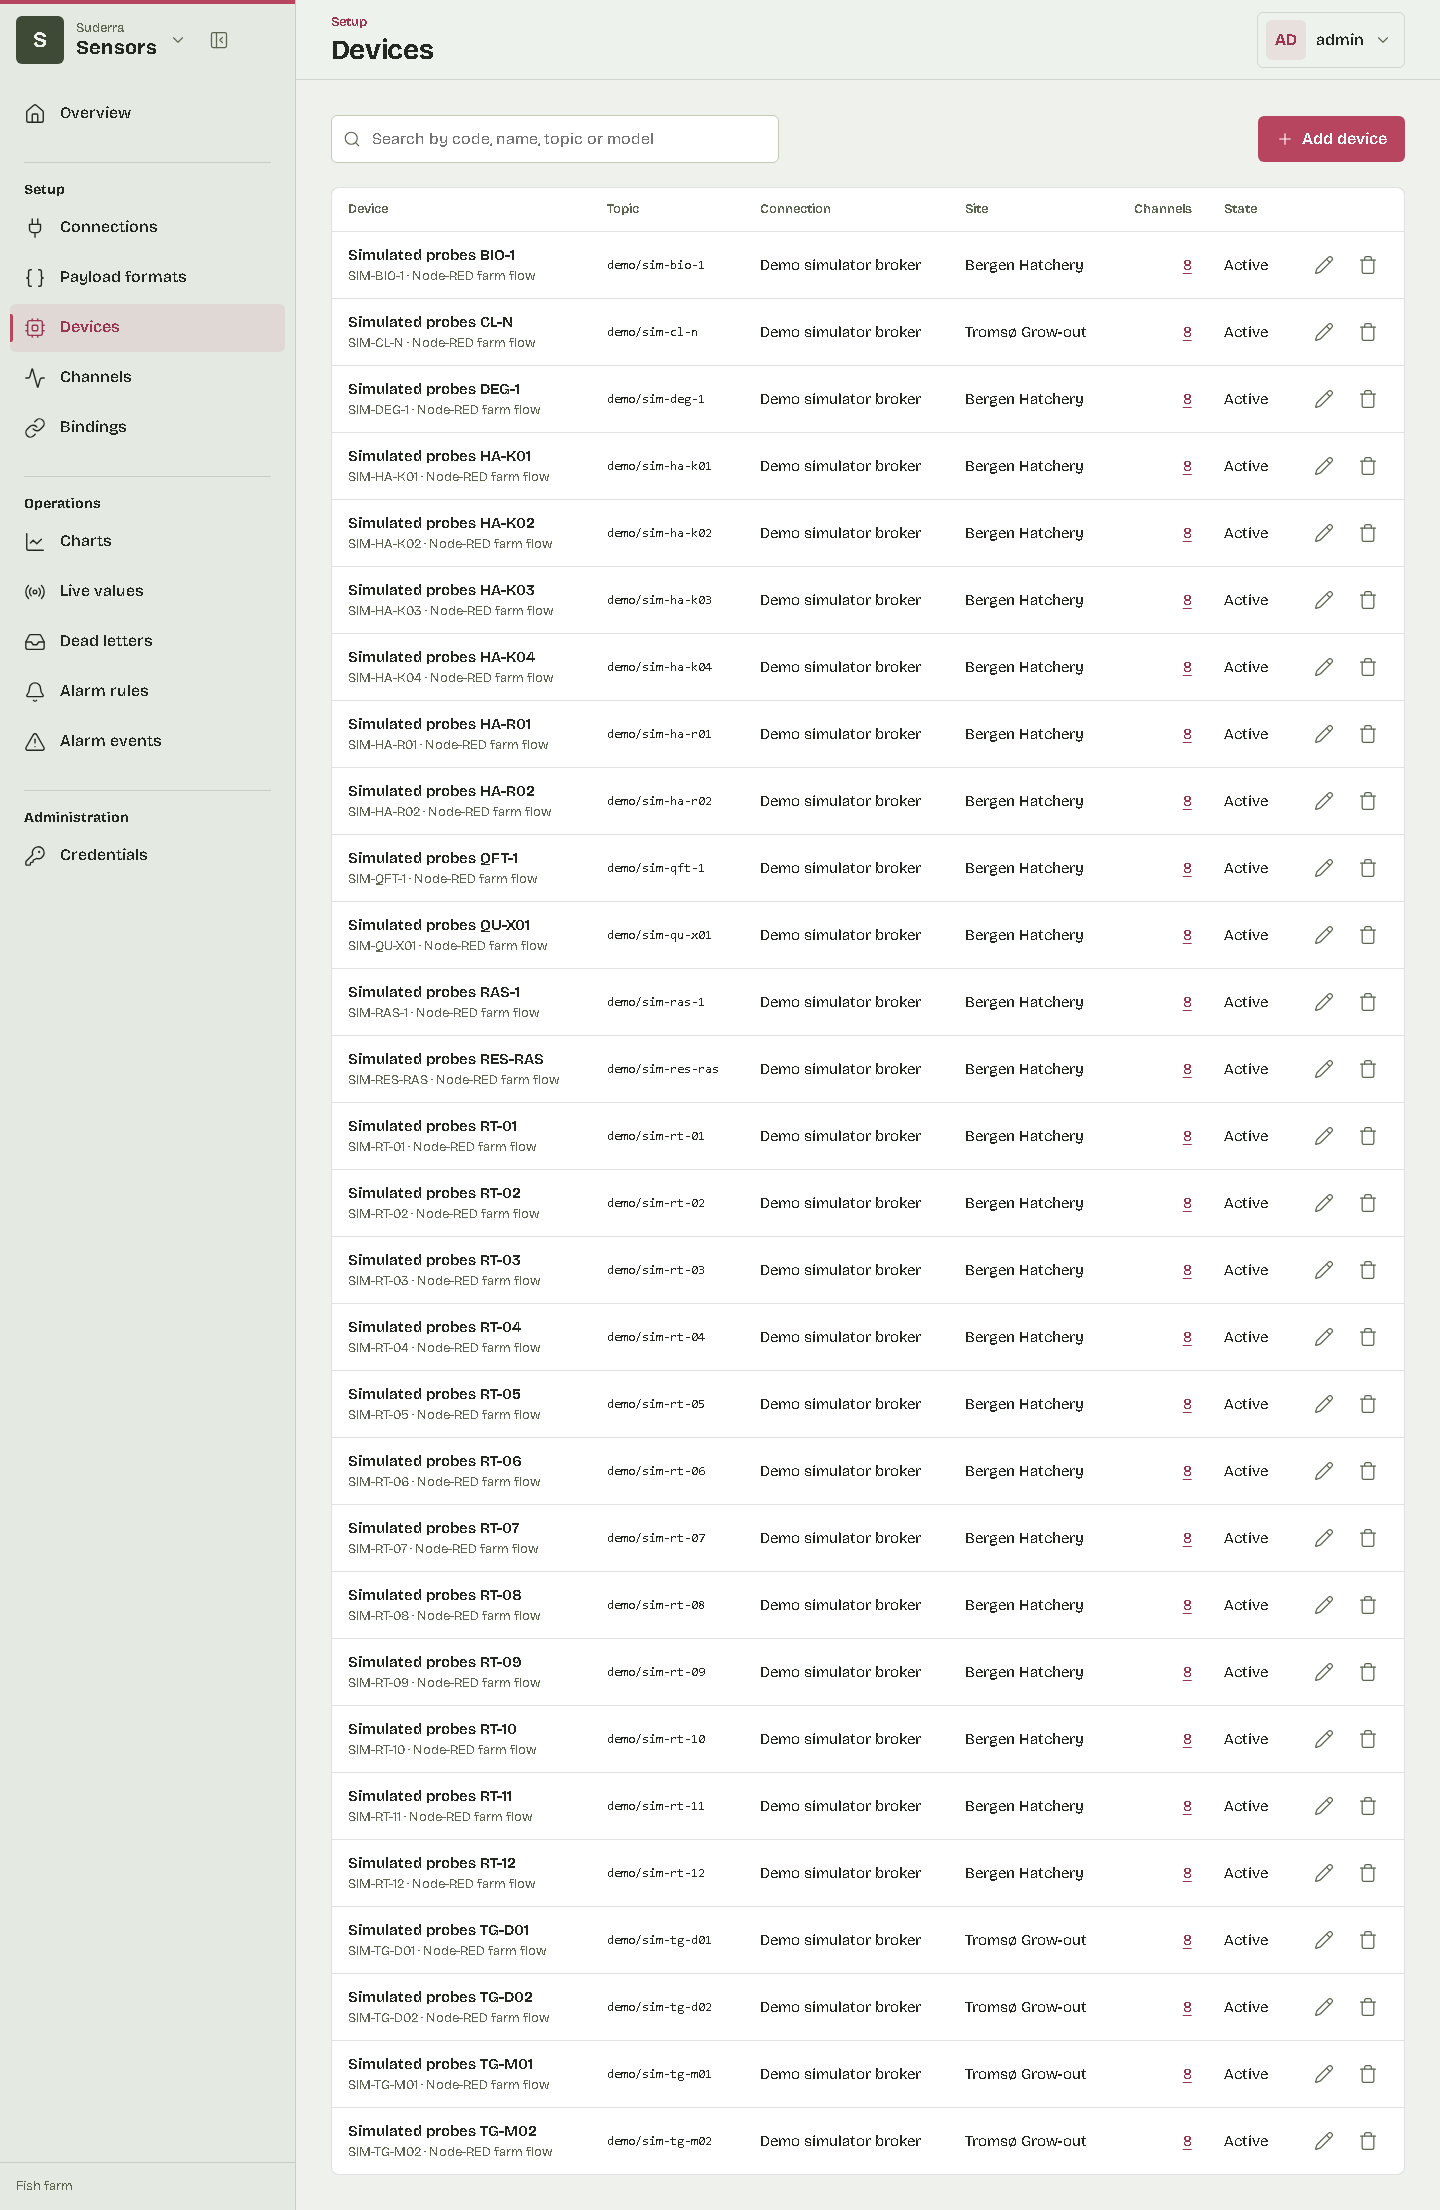 S
Suderra
Sensors
Overview
Setup
Connections
Payload formats
Devices
Channels
Bindings
Operations
Charts
Live values
Dead letters
Alarm rules
Alarm events
Administration
Credentials
Fish farm
Setup
Devices
AD admin
Search by code, name, topic or model
Add device
Device Topic Connection Site Channels State
Simulated probes BIO-1
SIM-BIO-1 · Node-RED farm flow
demo/sim-bio-1 Demo simulator broker Bergen Hatchery 8 Active
Simulated probes CL-N
SIM-CL-N · Node-RED farm flow
demo/sim-cl-n Demo simulator broker Tromsø Grow-out 8 Active
Simulated probes DEG-1
SIM-DEG-1 · Node-RED farm flow
demo/sim-deg-1 Demo simulator broker Bergen Hatchery 8 Active
Simulated probes HA-K01
SIM-HA-K01 · Node-RED farm flow
demo/sim-ha-k01 Demo simulator broker Bergen Hatchery 8 Active
Simulated probes HA-K02
SIM-HA-K02 · Node-RED farm flow
demo/sim-ha-k02 Demo simulator broker Bergen Hatchery 8 Active
Simulated probes HA-K03
SIM-HA-K03 · Node-RED farm flow
demo/sim-ha-k03 Demo simulator broker Bergen Hatchery 8 Active
Simulated probes HA-K04
SIM-HA-K04 · Node-RED farm flow
demo/sim-ha-k04 Demo simulator broker Bergen Hatchery 8 Active
Simulated probes HA-R01
SIM-HA-R01 · Node-RED farm flow
demo/sim-ha-r01 Demo simulator broker Bergen Hatchery 8 Active
Simulated probes HA-R02
SIM-HA-R02 · Node-RED farm flow
demo/sim-ha-r02 Demo simulator broker Bergen Hatchery 8 Active
Simulated probes QFT-1
SIM-QFT-1 · Node-RED farm flow
demo/sim-qft-1 Demo simulator broker Bergen Hatchery 8 Active
Simulated probes QU-X01
SIM-QU-X01 · Node-RED farm flow
demo/sim-qu-x01 Demo simulator broker Bergen Hatchery 8 Active
Simulated probes RAS-1
SIM-RAS-1 · Node-RED farm flow
demo/sim-ras-1 Demo simulator broker Bergen Hatchery 8 Active
Simulated probes RES-RAS
SIM-RES-RAS · Node-RED farm flow
demo/sim-res-ras Demo simulator broker Bergen Hatchery 8 Active
Simulated probes RT-01
SIM-RT-01 · Node-RED farm flow
demo/sim-rt-01 Demo simulator broker Bergen Hatchery 8 Active
Simulated probes RT-02
SIM-RT-02 · Node-RED farm flow
demo/sim-rt-02 Demo simulator broker Bergen Hatchery 8 Active
Simulated probes RT-03
SIM-RT-03 · Node-RED farm flow
demo/sim-rt-03 Demo simulator broker Bergen Hatchery 8 Active
Simulated probes RT-04
SIM-RT-04 · Node-RED farm flow
demo/sim-rt-04 Demo simulator broker Bergen Hatchery 8 Active
Simulated probes RT-05
SIM-RT-05 · Node-RED farm flow
demo/sim-rt-05 Demo simulator broker Bergen Hatchery 8 Active
Simulated probes RT-06
SIM-RT-06 · Node-RED farm flow
demo/sim-rt-06 Demo simulator broker Bergen Hatchery 8 Active
Simulated probes RT-07
SIM-RT-07 · Node-RED farm flow
demo/sim-rt-07 Demo simulator broker Bergen Hatchery 8 Active
Simulated probes RT-08
SIM-RT-08 · Node-RED farm flow
demo/sim-rt-08 Demo simulator broker Bergen Hatchery 8 Active
Simulated probes RT-09
SIM-RT-09 · Node-RED farm flow
demo/sim-rt-09 Demo simulator broker Bergen Hatchery 8 Active
Simulated probes RT-10
SIM-RT-10 · Node-RED farm flow
demo/sim-rt-10 Demo simulator broker Bergen Hatchery 8 Active
Simulated probes RT-11
SIM-RT-11 · Node-RED farm flow
demo/sim-rt-11 Demo simulator broker Bergen Hatchery 8 Active
Simulated probes RT-12
SIM-RT-12 · Node-RED farm flow
demo/sim-rt-12 Demo simulator broker Bergen Hatchery 8 Active
Simulated probes TG-D01
SIM-TG-D01 · Node-RED farm flow
demo/sim-tg-d01 Demo simulator broker Tromsø Grow-out 8 Active
Simulated probes TG-D02
SIM-TG-D02 · Node-RED farm flow
demo/sim-tg-d02 Demo simulator broker Tromsø Grow-out 8 Active
Simulated probes TG-M01
SIM-TG-M01 · Node-RED farm flow
demo/sim-tg-m01 Demo simulator broker Tromsø Grow-out 8 Active
Simulated probes TG-M02
SIM-TG-M02 · Node-RED farm flow
demo/sim-tg-m02 Demo simulator broker Tromsø Grow-out 8 Active